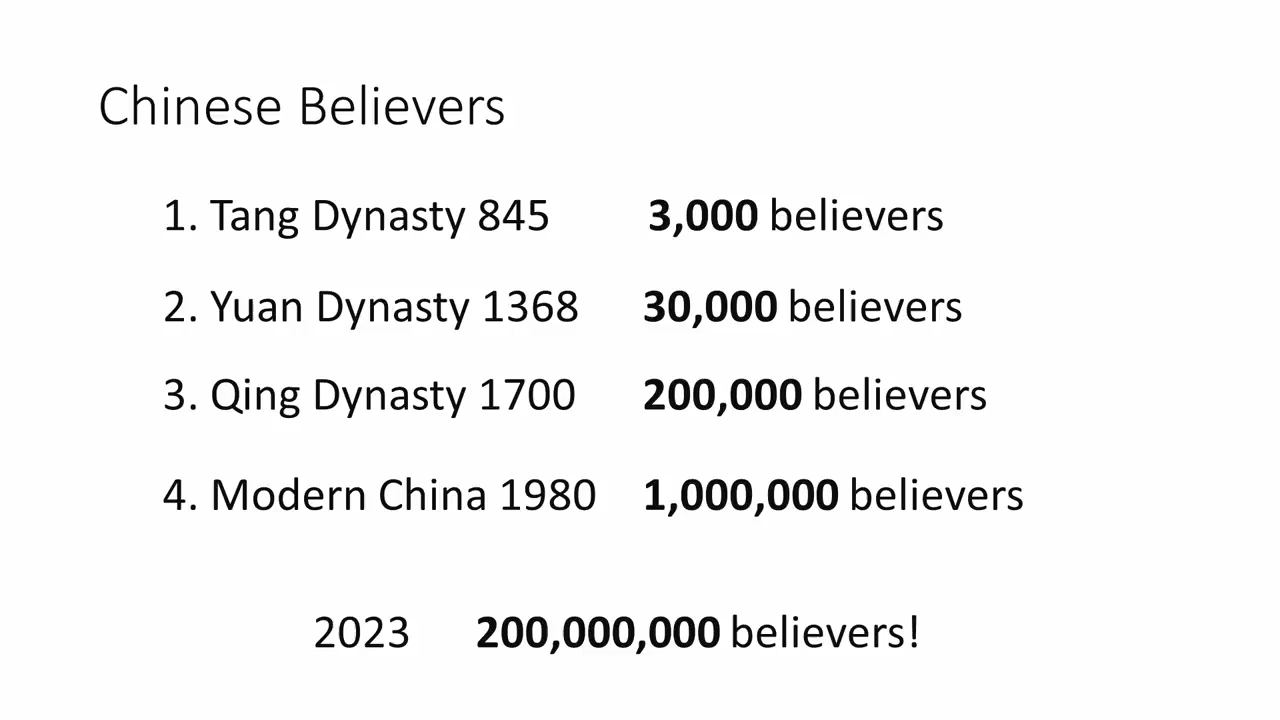 Chinese Believers
1. Tang Dynasty 845 3,000 believers
2. Yuan Dynasty 1368 30,000 believers
3. Qing Dynasty 1700 200,000 believers
4. Modern China 1980 1,000,000 believers
2023 200,000,000 believers!